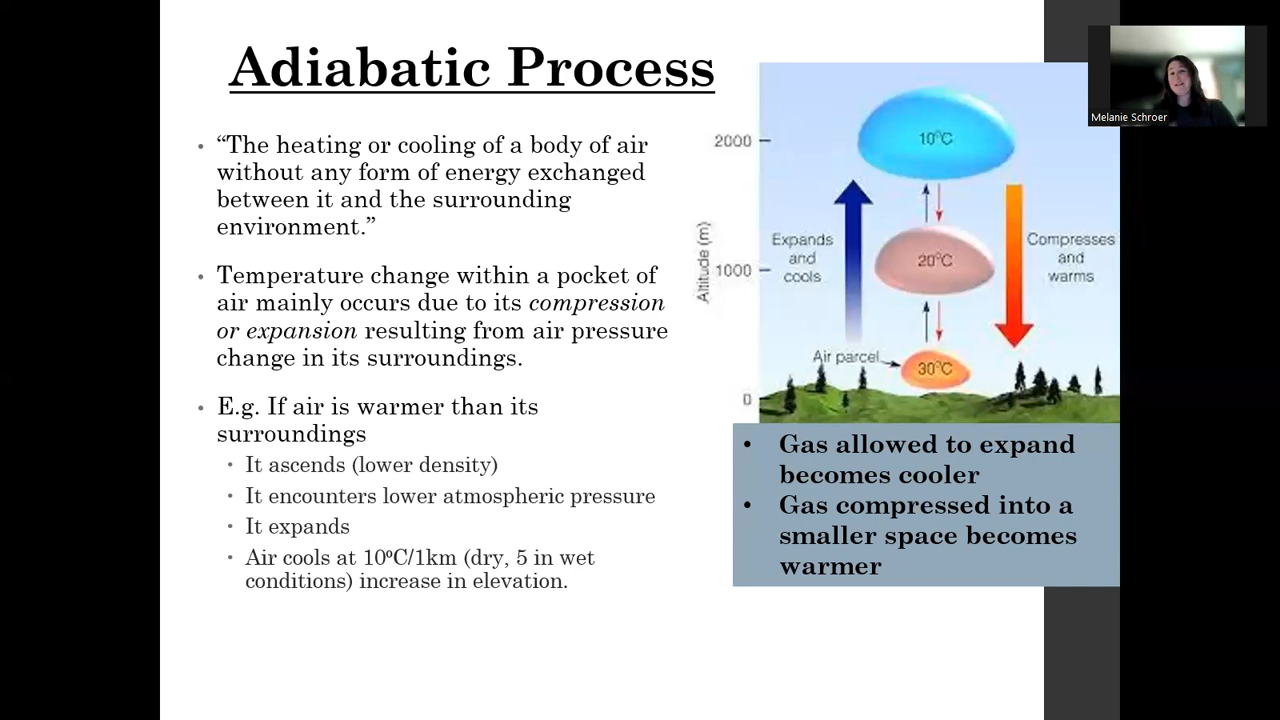 Adiabatic Process
• “The heating or cooling of a body of air
without any form of energy exchanged
between it and the surrounding
environment.”
• Temperature change within a pocket of
air mainly occurs due to its compression
or expansion resulting from air pressure
change in its surroundings.
• E.g. If air is warmer than its
surroundings
• It ascends (lower density)
• It encounters lower atmospheric pressure
• It expands
• Air cools at 10ºC/1km (dry, 5 in wet
conditions) increase in elevation.
Altitude (m)
2000
1000
0
10°C
20°C
30°C
Expands
and
cools
Compresses
and
warms
Air parcel
• Gas allowed to expand
becomes cooler
• Gas compressed into a
smaller space becomes
warmer
Melanie Schroer